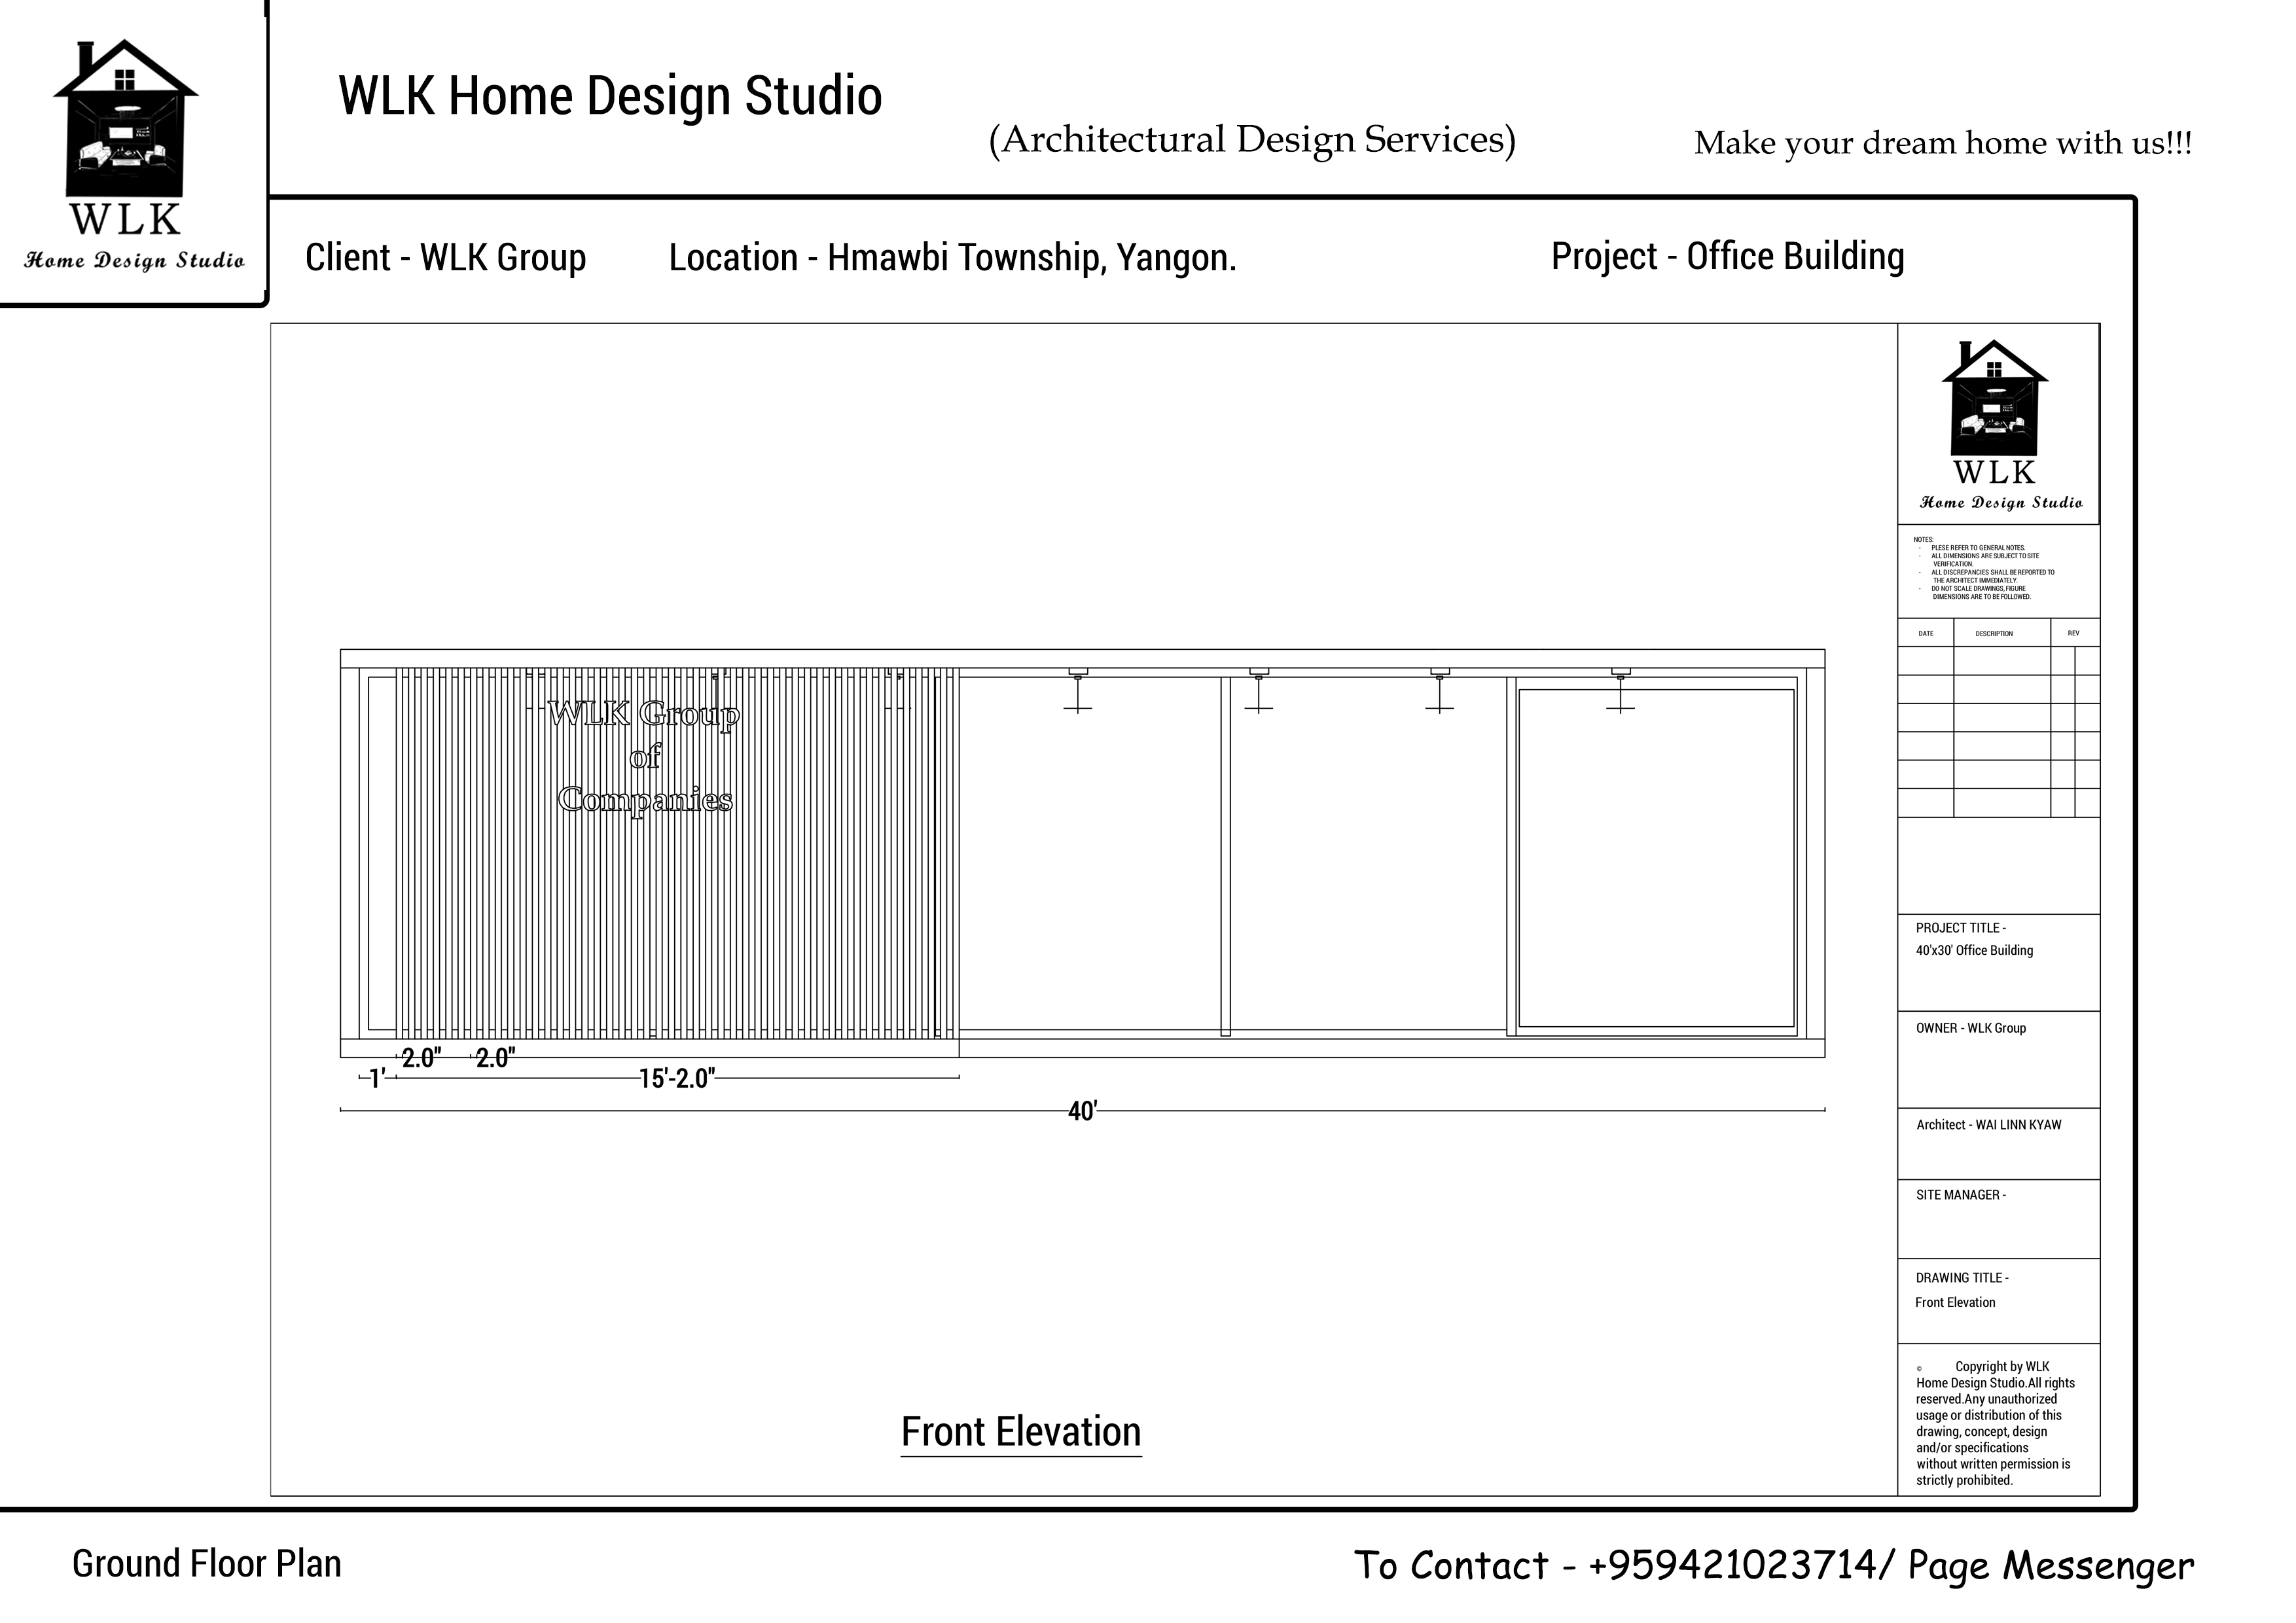 WLK Home Design Studio
(Architectural Design Services)
Make your dream home with us!!!
WLK
Home Design Studio
Client - WLK Group
Location - Hmawbi Township, Yangon.
Project - Office Building
WLK
Home Design Studio
NOTES:
- PLESE REFER TO GENERAL NOTES.
- ALL DIMENSIONS ARE SUBJECT TO SITE
VERIFICATION.
- ALL DISCREPANCIES SHALL BE REPORTED TO
THE ARCHITECT IMMEDIATELY.
- DO NOT SCALE DRAWINGS, FIGURE
DIMENSIONS ARE TO BE FOLLOWED.
DATE DESCRIPTION REV
WLK Group
of
Companies
2.0" 2.0"
1' 15'-2.0"
40'
PROJECT TITLE -
40'x30' Office Building
OWNER - WLK Group
Architect - WAI LINN KYAW
SITE MANAGER -
DRAWING TITLE -
Front Elevation
© Copyright by WLK
Home Design Studio.All rights
reserved.Any unauthorized
usage or distribution of this
drawing, concept, design
and/or specifications
without written permission is
strictly prohibited.
Front Elevation
Ground Floor Plan
To Contact - +959421023714/ Page Messenger